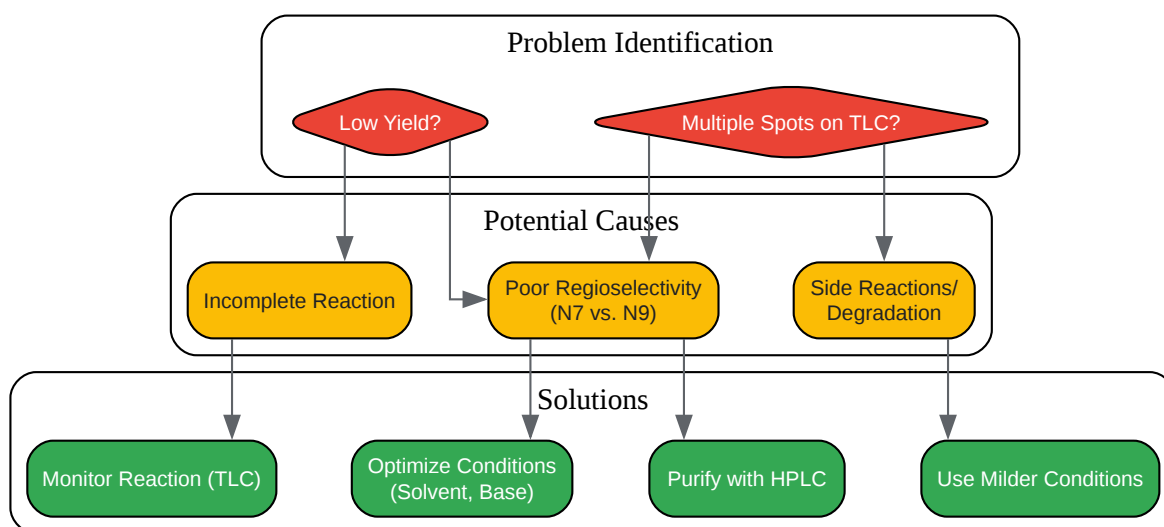 Problem Identification
Low Yield?
Multiple Spots on TLC?
Potential Causes
Incomplete Reaction
Poor Regioselectivity
(N7 vs. N9)
Side Reactions/
Degradation
Solutions
Monitor Reaction (TLC)
Optimize Conditions
(Solvent, Base)
Purify with HPLC
Use Milder Conditions